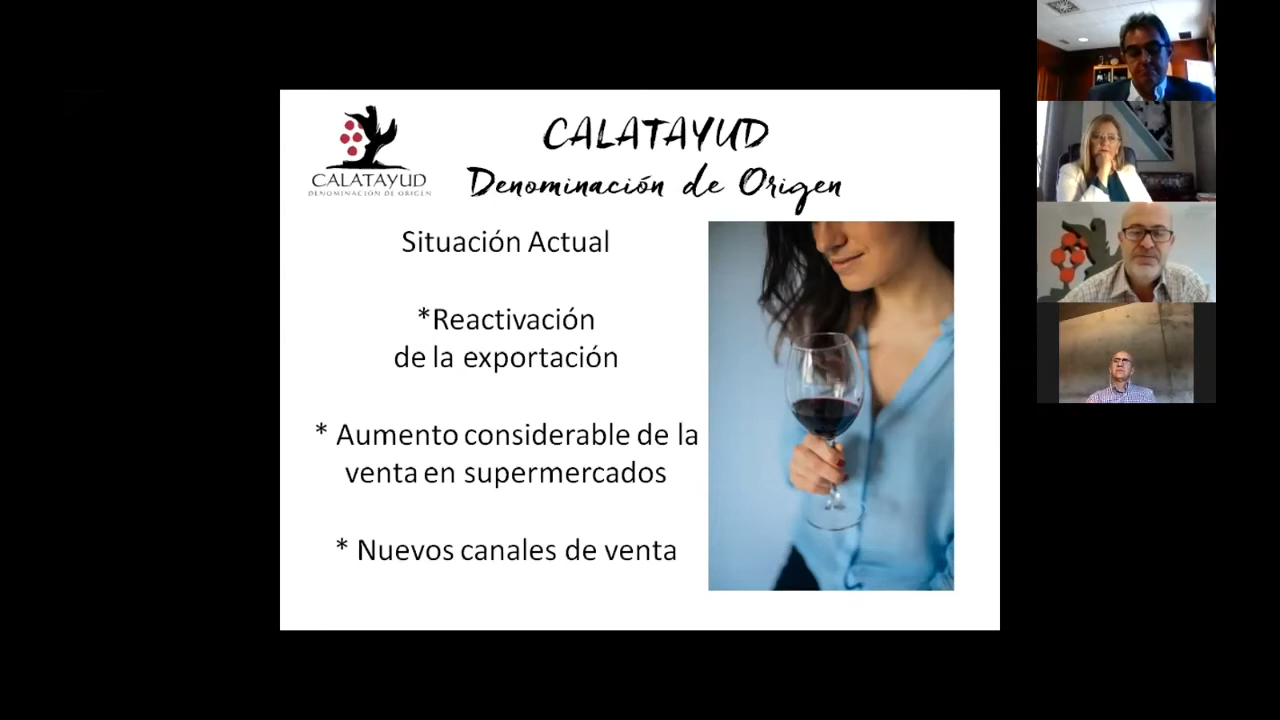 CALATAYUD
DENOMINACIÓN DE ORIGEN
CALATAYUD
Denominación de Origen
Situación Actual
*Reactivación
de la exportación
* Aumento considerable de la
venta en supermercados
* Nuevos canales de venta